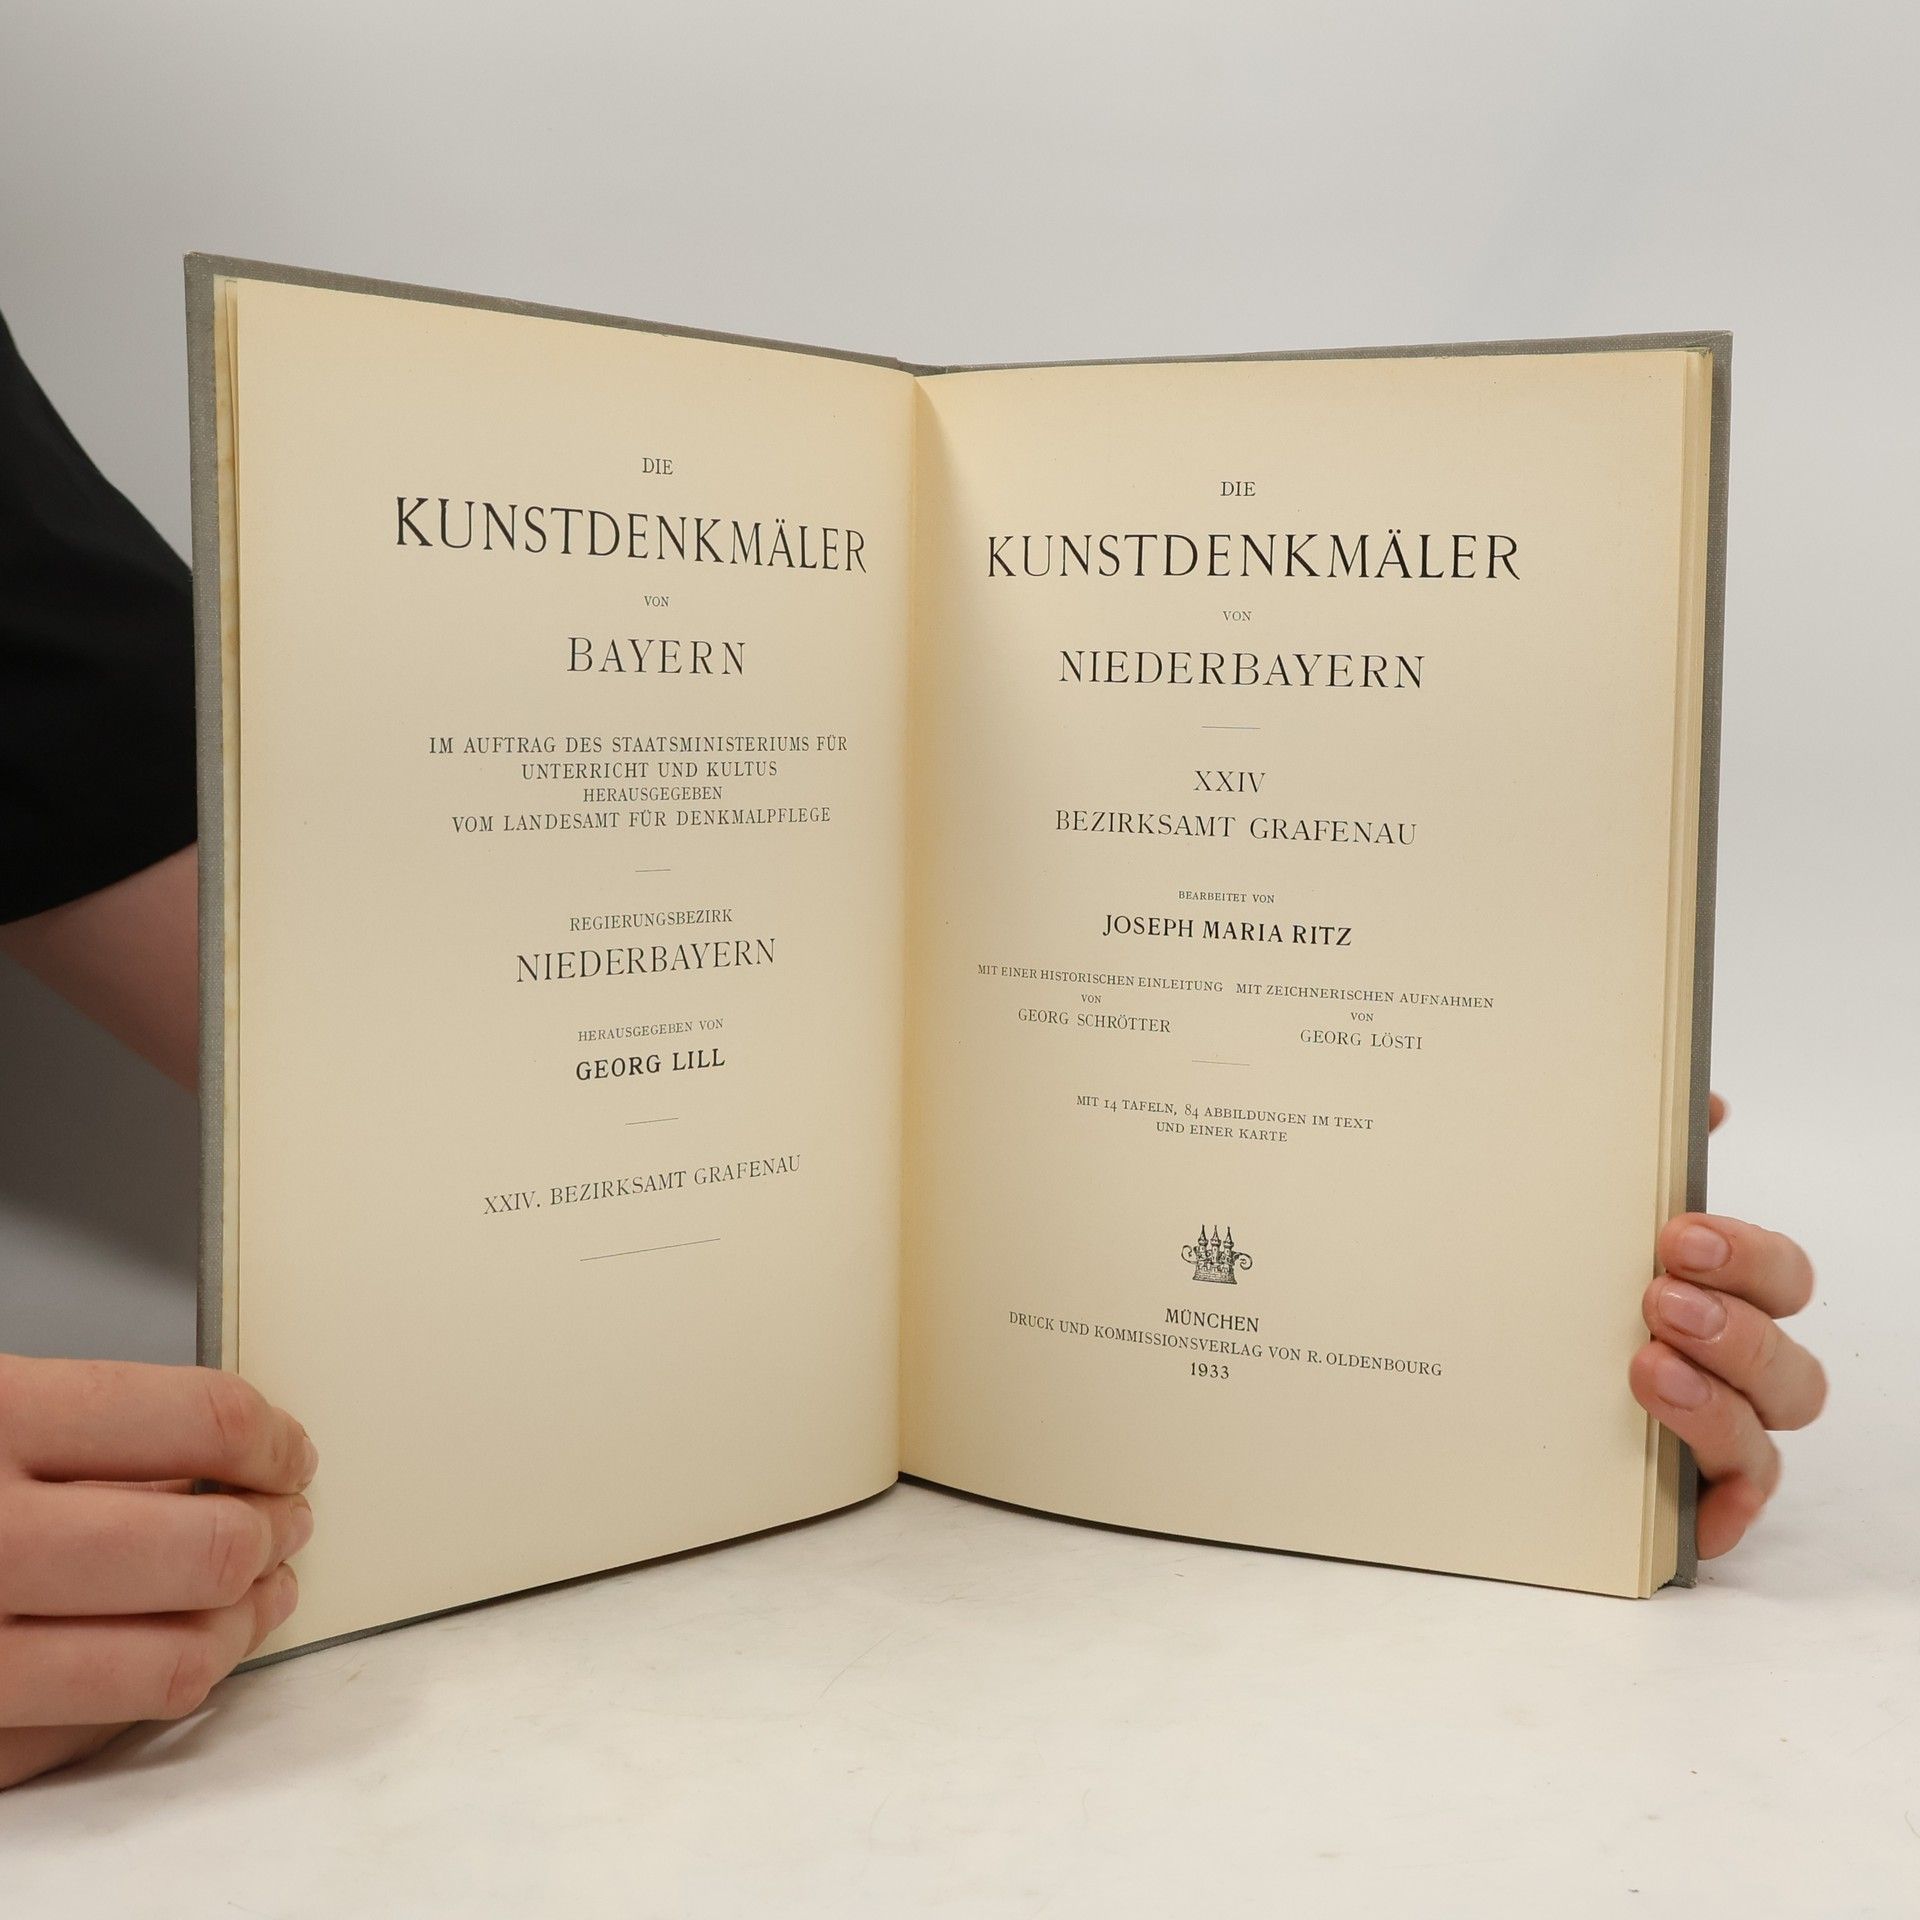 DIE
KUNSTDENKMÄLER
VON
BAYERN
IM AUFTRAG DES STAATSMINISTERIUMS FÜR
UNTERRICHT UND KULTUS
HERAUSGEGEBEN
VOM LANDESAMT FÜR DENKMALPFLEGE
REGIERUNGSBEZIRK
NIEDERBAYERN
HERAUSGEGEBEN VON
GEORG LILL
XXIV. BEZIRKSAMT GRAFENAU
DIE
KUNSTDENKMÄLER
VON
NIEDERBAYERN
XXIV
BEZIRKSAMT GRAFENAU
BEARBEITET VON
JOSEPH MARIA RITZ
MIT EINER HISTORISCHEN EINLEITUNG
VON
GEORG SCHRÖTTER
MIT ZEICHNERISCHEN AUFNAHMEN
VON
GEORG LÖSTI
MIT 14 TAFELN, 84 ABBILDUNGEN IM TEXT
UND EINER KARTE
MÜNCHEN
DRUCK UND KOMMISSIONSVERLAG VON R. OLDENBOURG
1933